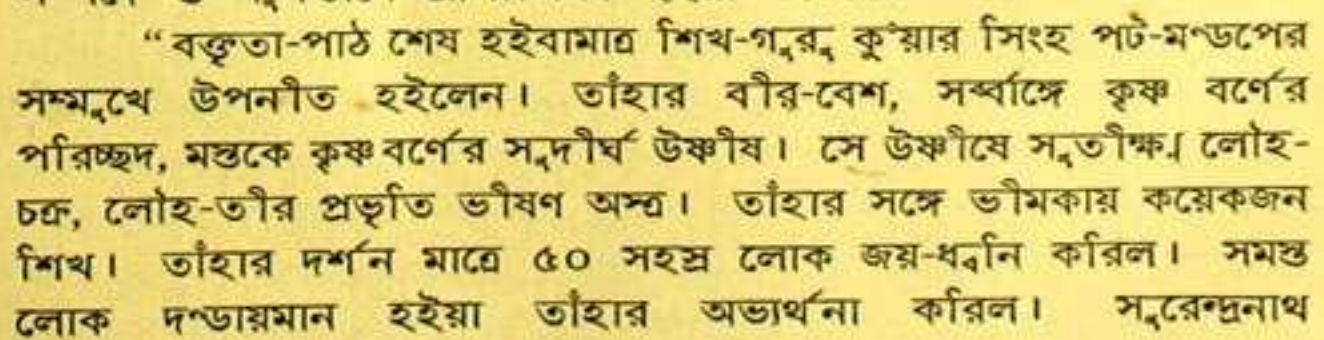 “বক্তৃতা-পাঠ শেষ হইবামাত্র শিখ-গুরু কুঁয়ার সিংহ পট-মণ্ডপের
সম্মুখে উপনীত হইলেন। তাঁহার বীর-বেশ, সর্ব্বাঙ্গে কৃষ্ণ বর্ণের
পরিচ্ছদ, মস্তকে কৃষ্ণ বর্ণের সুদীর্ঘ উষ্ণীষ। সে উষ্ণীষে সুতীক্ষ্ণ লৌহ-
চক্র, লৌহ-তীর প্রভৃতি ভীষণ অস্ত্র। তাঁহার সঙ্গে ভীমকায় কয়েকজন
শিখ। তাঁহার দর্শন মাত্রে ৫০ সহস্র লোক জয়-ধ্বনি করিল। সমস্ত
লোক দণ্ডায়মান হইয়া তাঁহার অভ্যর্থনা করিল। সুরেন্দ্রনাথ